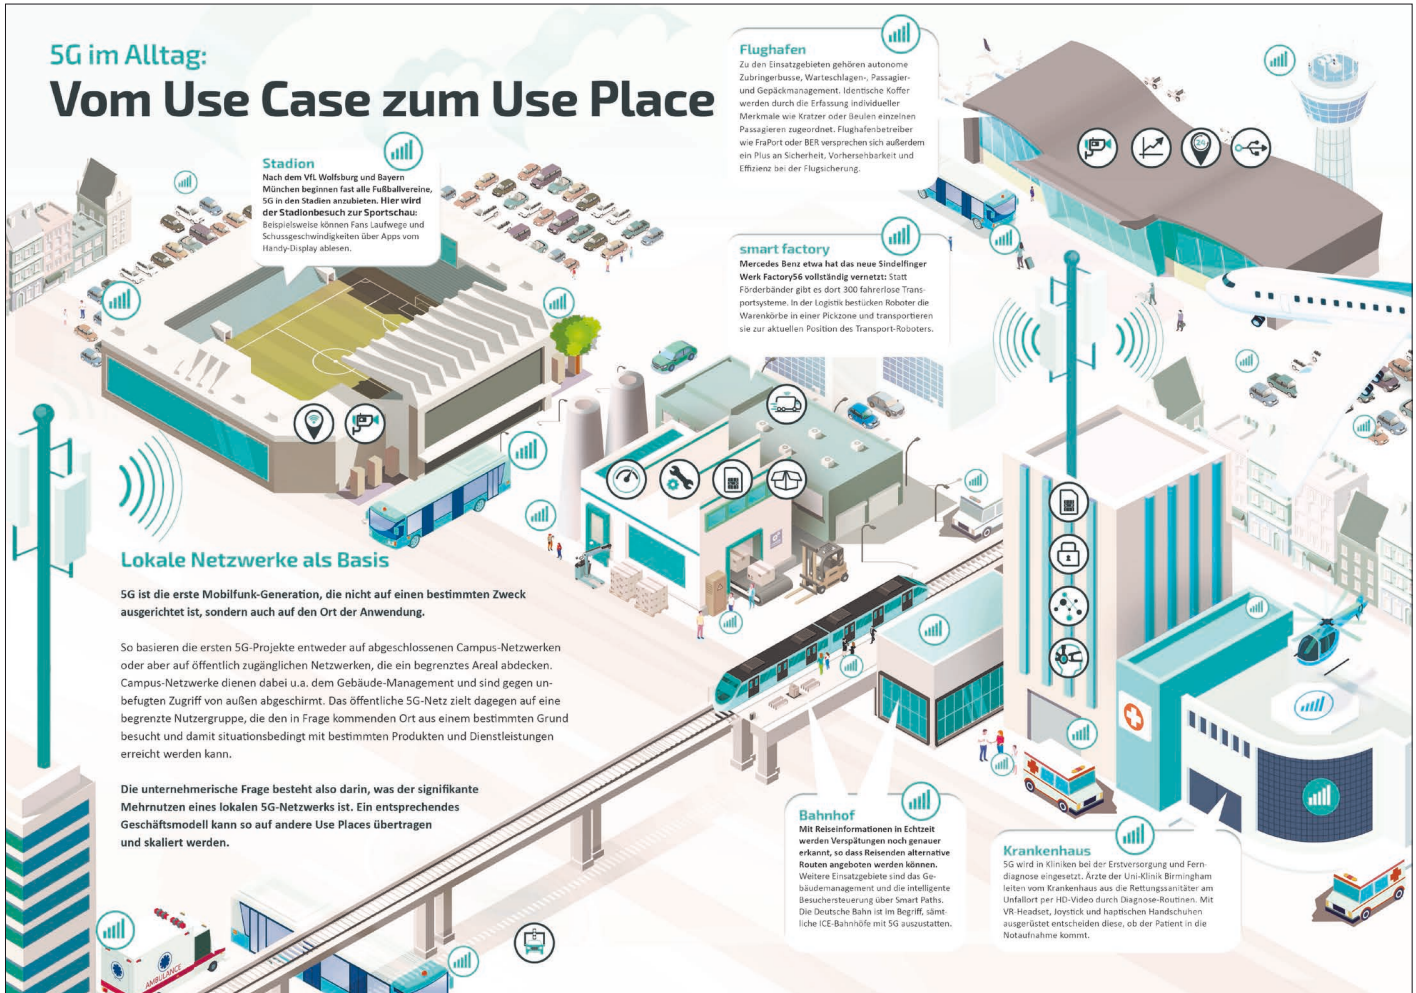 5G im Alltag:
Vom Use Case zum Use Place
Stadion
Nach dem VfL Wolfsburg und Bayern
München beginnen fast alle Fußballvereine,
5G in den Stadien anzubieten. Hier wird
der Stadionbesuch zur Sportschau:
Beispielsweise können Fans Laufwege und
Schussgeschwindigkeiten über Apps vom
Handy-Display ablesen.
Flughafen
Zu den Einsatzgebieten gehören autonome
Zubringerbusse, Warteschlagen-, Passagier-
und Gepäckmanagement. Identische Koffer
werden durch die Erfassung individueller
Merkmale wie Kratzer oder Beulen einzelnen
Passagieren zugeordnet. Flughafenbetreiber
wie FraPort oder BER versprechen sich außerdem
ein Plus an Sicherheit, Vorhersehbarkeit und
Effizienz bei der Flugsicherung.
24
smart factory
Mercedes Benz etwa hat das neue Sindelfinger
Werk Factory56 vollständig vernetzt: Statt
Förderbänder gibt es dort 300 fahrerlose Trans-
portsysteme. In der Logistik bestücken Roboter die
Warenkörbe in einer Pickzone und transportieren
sie zur aktuellen Position des Transport-Roboters.
Lokale Netzwerke als Basis
5G ist die erste Mobilfunk-Generation, die nicht auf einen bestimmten Zweck
ausgerichtet ist, sondern auch auf den Ort der Anwendung.
So basieren die ersten 5G-Projekte entweder auf abgeschlossenen Campus-Netzwerken
oder aber auf öffentlich zugänglichen Netzwerken, die ein begrenztes Areal abdecken.
Campus-Netzwerke dienen dabei u.a. dem Gebäude-Management und sind gegen un-
befugten Zugriff von außen abgeschirmt. Das öffentliche 5G-Netz zielt dagegen auf eine
begrenzte Nutzergruppe, die den in Frage kommenden Ort aus einem bestimmten Grund
besucht und damit situationsbedingt mit bestimmten Produkten und Dienstleistungen
erreicht werden kann.
Die unternehmerische Frage besteht also darin, was der signifikante
Mehrnutzen eines lokalen 5G-Netzwerks ist. Ein entsprechendes
Geschäftsmodell kann so auf andere Use Places übertragen
und skaliert werden.
Bahnhof
Mit Reiseinformationen in Echtzeit
werden Verspätungen noch genauer
erkannt, so dass Reisenden alternative
Routen angeboten werden können.
Weitere Einsatzgebiete sind das Ge-
bäudemanagement und die intelligente
Besuchersteuerung über Smart Paths.
Die Deutsche Bahn ist im Begriff, sämt-
liche ICE-Bahnhöfe mit 5G auszustatten.
Krankenhaus
5G wird in Kliniken bei der Erstversorgung und Fern-
diagnose eingesetzt. Ärzte der Uni-Klinik Birmingham
leiten vom Krankenhaus aus die Rettungssanitäter am
Unfallort per HD-Video durch Diagnose-Routinen. Mit
VR-Headset, Joystick und haptischen Handschuhen
ausgerüstet entscheiden diese, ob der Patient in die
Notaufnahme kommt.
AMBULANCE